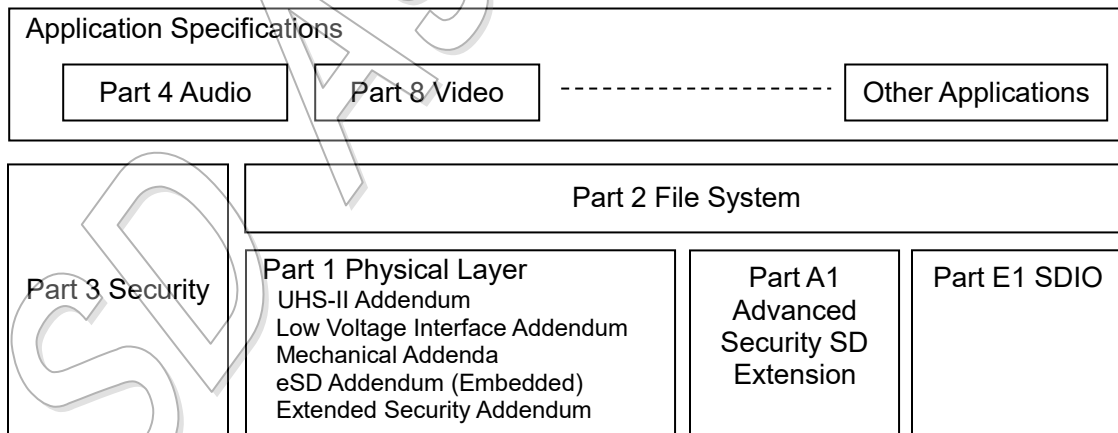 Application Specifications
Part 4 Audio
Part 8 Video
Other Applications
Part 3 Security
Part 2 File System
Part 1 Physical Layer
UHS-II Addendum
Low Voltage Interface Addendum
Mechanical Addenda
eSD Addendum (Embedded)
Extended Security Addendum
Part A1
Advanced
Security SD
Extension
Part E1 SDIO
SD AS